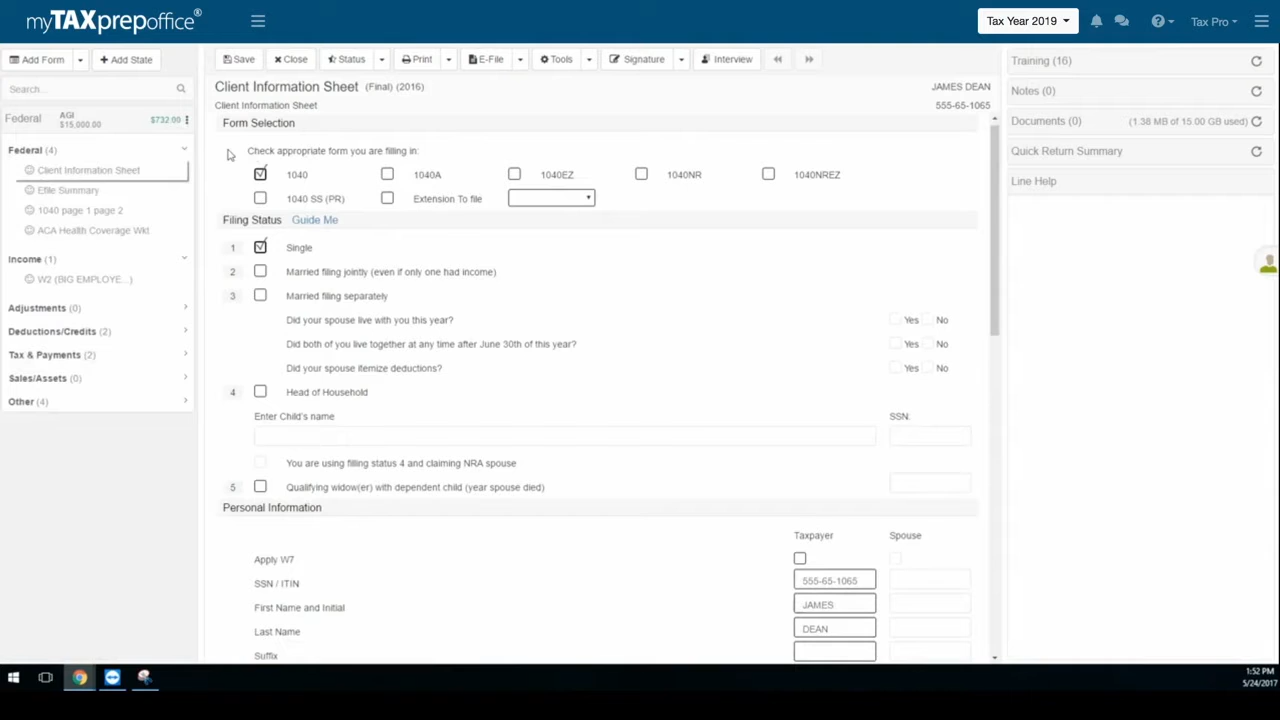 myTAXprepoffice®
Tax Year 2019
Tax Pro
Add Form
Add State
Save
Close
Status
Print
E-File
Tools
Signature
Interview
Search...
Federal
AGI
$15,000.00
$732.00
Federal (4)
Client Information Sheet
Efile Summary
1040 page 1 page 2
ACA Health Coverage Wkt
Income (1)
W2 (BIG EMPLOYE...)
Adjustments (0)
Deductions/Credits (2)
Tax & Payments (2)
Sales/Assets (0)
Other (4)
Client Information Sheet (Final) (2016)
JAMES DEAN
Client Information Sheet
555-65-1065
Form Selection
Check appropriate form you are filling in:
1040 1040A 1040EZ 1040NR 1040NREZ
1040 SS (PR) Extension To file
Filing Status Guide Me
1 Single
2 Married filing jointly (even if only one had income)
3 Married filing separately
Did your spouse live with you this year? Yes No
Did both of you live together at any time after June 30th of this year? Yes No
Did your spouse itemize deductions? Yes No
4 Head of Household
Enter Child's name SSN:
You are using filling status 4 and claiming NRA spouse
5 Qualifying widow(er) with dependent child (year spouse died)
Personal Information
Taxpayer Spouse
Apply W7
SSN / ITIN 555-65-1065
First Name and Initial JAMES
Last Name DEAN
Suffix
Training (16)
Notes (0)
Documents (0) (1.38 MB of 15.00 GB used)
Quick Return Summary
Line Help
1:52 PM
5/24/2017